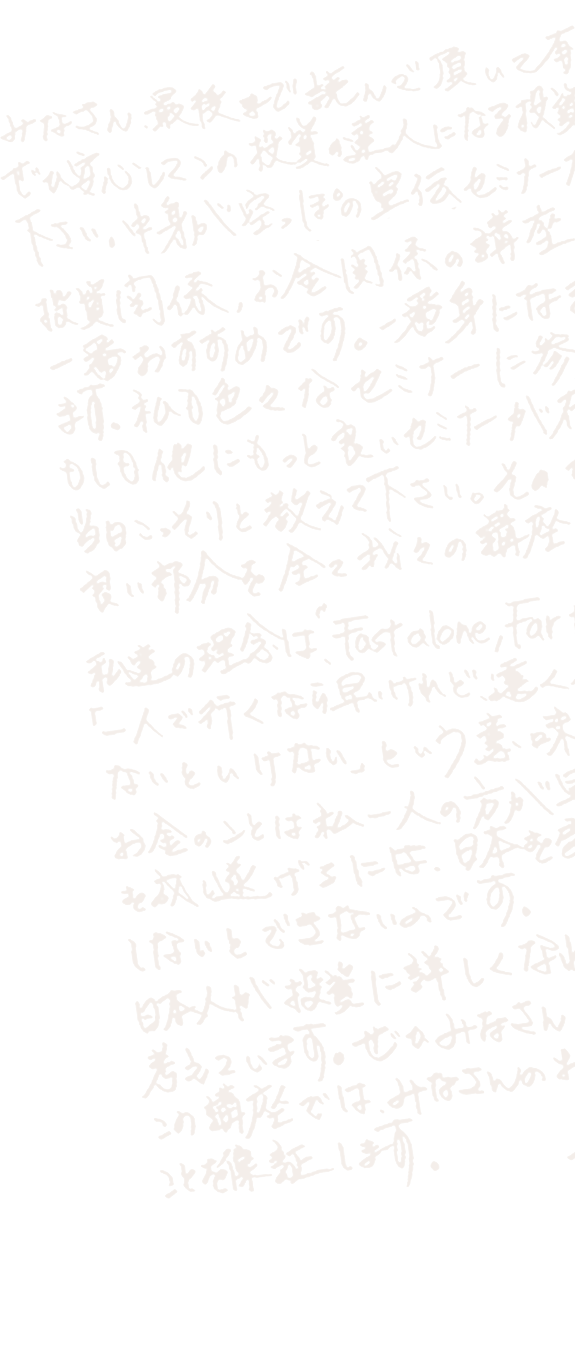 みなさん、最後まで読んで頂いて有
ぜひ安心してこの投資の達人になる投資
下さい。中身が空っぽの宣伝セミナー
投資関係、お金関係の講座
一番おすすめです。一番身になる
ます。私も色々なセミナーに参
もしも他にもっと良いセミナーが
当日こっそりと教えて下さい。その
良い部分を全て我々の講座
私達の理念は、"Fast alone, Far t
「一人で行くなら早いけれど、遠く
ないといけない」という意味
お金のことは私一人の方が
を成し遂げるには、日本を
しないとできないのです。
日本人が投資に詳しくなれ
考えています。ぜひみなさん
この講座では、みなさんのお
ことを保証します。